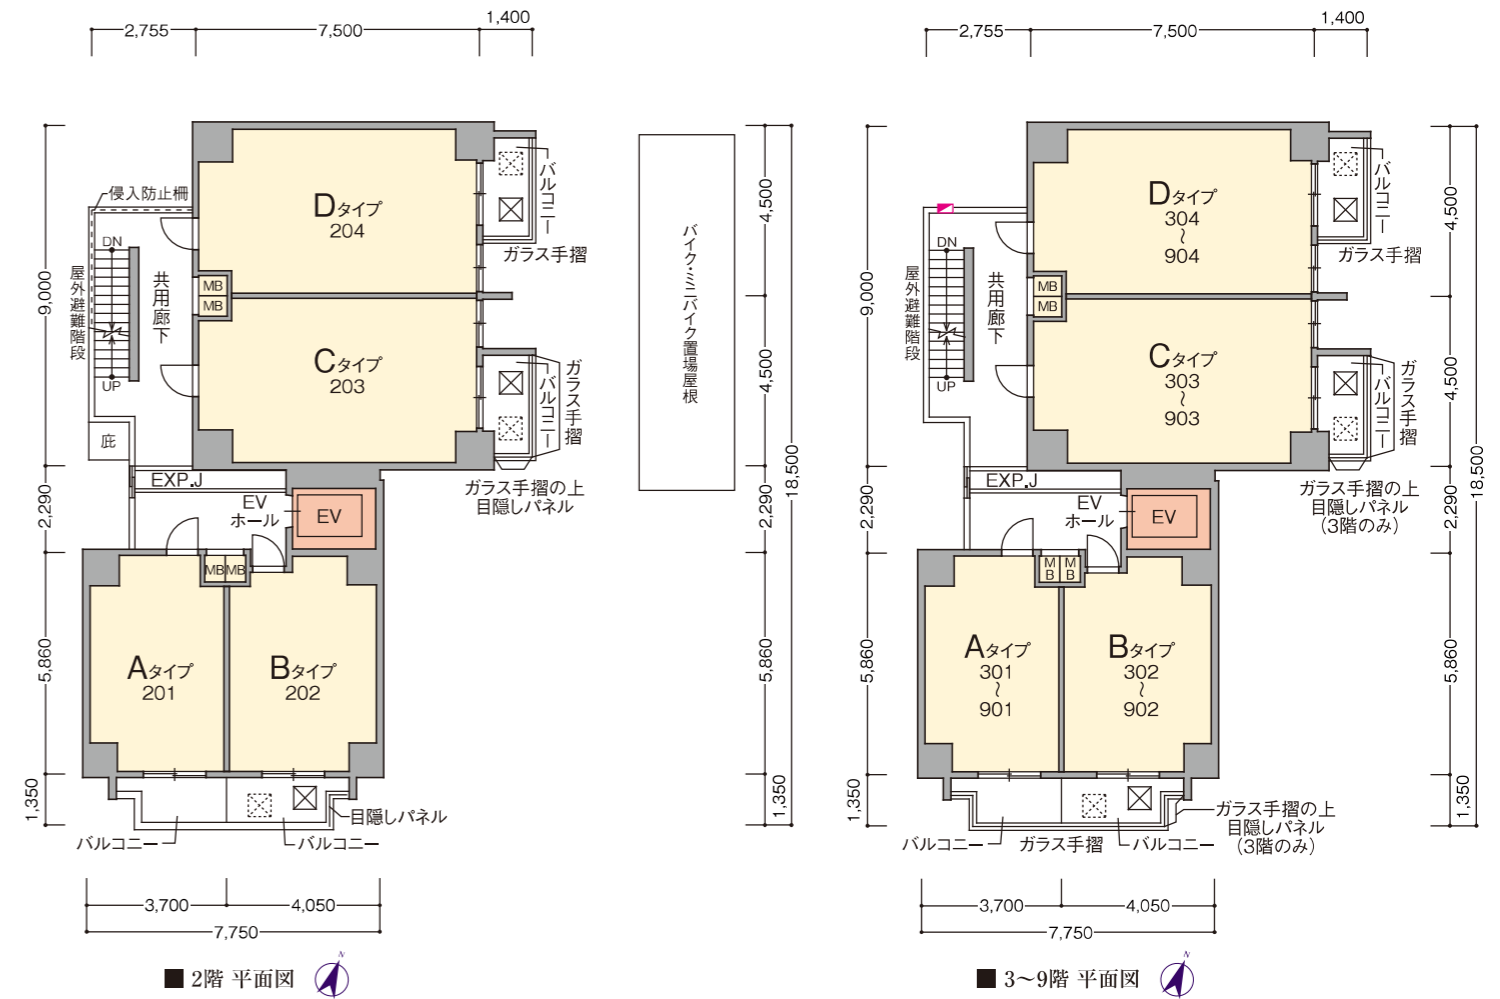 2,755
7,500
1,400
侵入防止柵
DN
屋外避難階段
共用廊下
UP
庇
Dタイプ
204
MB
MB
Cタイプ
203
バルコニー
ガラス手摺
バルコニー
ガラス手摺
ガラス手摺の上
目隠しパネル
EXP.J
EV
ホール
EV
MB
MB
Aタイプ
201
Bタイプ
202
目隠しパネル
バルコニー
バルコニー
9,000
2,290
5,860
1,350
4,500
4,500
2,290
5,860
1,350
18,500
3,700
4,050
7,750
■ 2階 平面図
N
バイク・ミニバイク置場屋根
2,755
7,500
1,400
DN
屋外避難階段
共用廊下
UP
Dタイプ
304
〜
904
MB
MB
Cタイプ
303
〜
903
バルコニー
ガラス手摺
バルコニー
ガラス手摺
ガラス手摺の上
目隠しパネル
(3階のみ)
EXP.J
EV
ホール
EV
MB
MB
Aタイプ
301
〜
901
Bタイプ
302
〜
902
ガラス手摺の上
目隠しパネル
(3階のみ)
バルコニー
ガラス手摺
バルコニー
9,000
2,290
5,860
1,350
4,500
4,500
2,290
5,860
1,350
18,500
3,700
4,050
7,750
■ 3〜9階 平面図
N